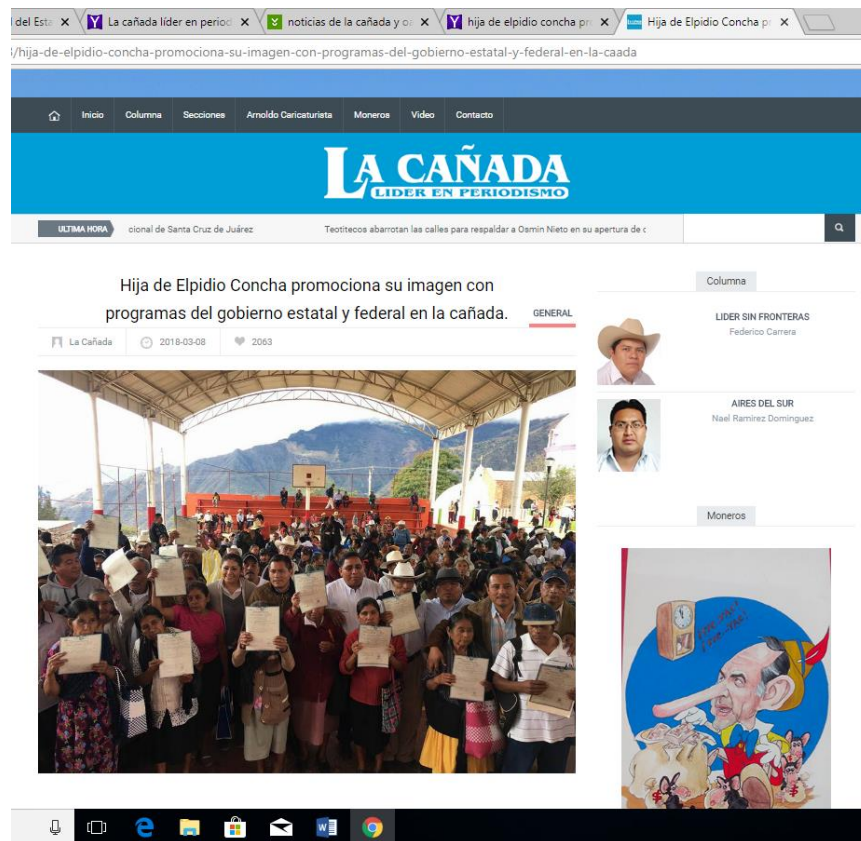 del Est
La cañada líder en period
noticias de la cañada y oa
hija de elpidio concha pr
Hija de Elpidio Concha pr
/hija-de-elpidio-concha-promociona-su-imagen-con-programas-del-gobierno-estatal-y-federal-en-la-caada
Inicio Columna Secciones Arnoldo Caricaturista Moneros Video Contacto
LA CAÑADA
LIDER EN PERIODISMO
ULTIMA HORA cional de Santa Cruz de Juárez Teotitecos abarrotan las calles para respaldar a Osmin Nieto en su apertura de c
Hija de Elpidio Concha promociona su imagen con
programas del gobierno estatal y federal en la cañada.
GENERAL
La Cañada 2018-03-08 2063
Columna
LIDER SIN FRONTERAS
Federico Carrera
AIRES DEL SUR
Nael Ramirez Dominguez
Moneros